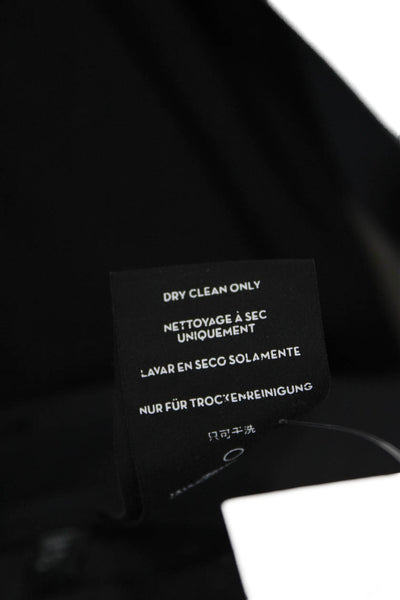 DRY CLEAN ONLY
NETTOYAGE À SEC
UNIQUEMENT
LAVAR EN SECO SOLAMENTE
NUR FÜR TROCKENREINIGUNG
只可干洗